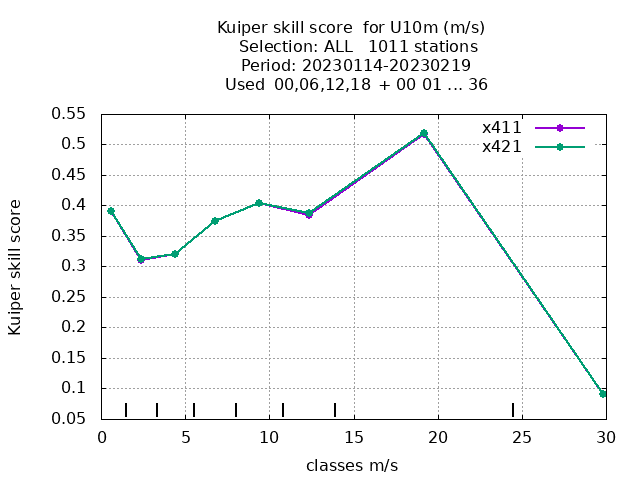 Kuiper skill score  for U10m (m/s)
Selection: ALL   1011 stations
Period: 20230114-20230219
Used  00,06,12,18  + 00 01 ... 36
x411
x421
0.55
0.5
0.45
0.4
0.35
0.3
0.25
0.2
0.15
0.1
0.05
Kuiper skill score
0 5 10 15 20 25 30
classes m/s